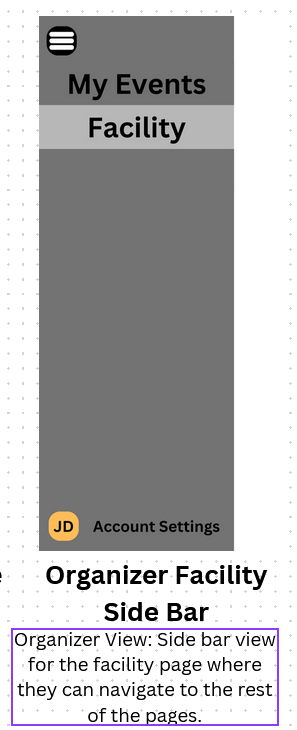 My Events
Facility
JD Account Settings
Organizer Facility
Side Bar
Organizer View: Side bar view
for the facility page where
they can navigate to the rest
of the pages.